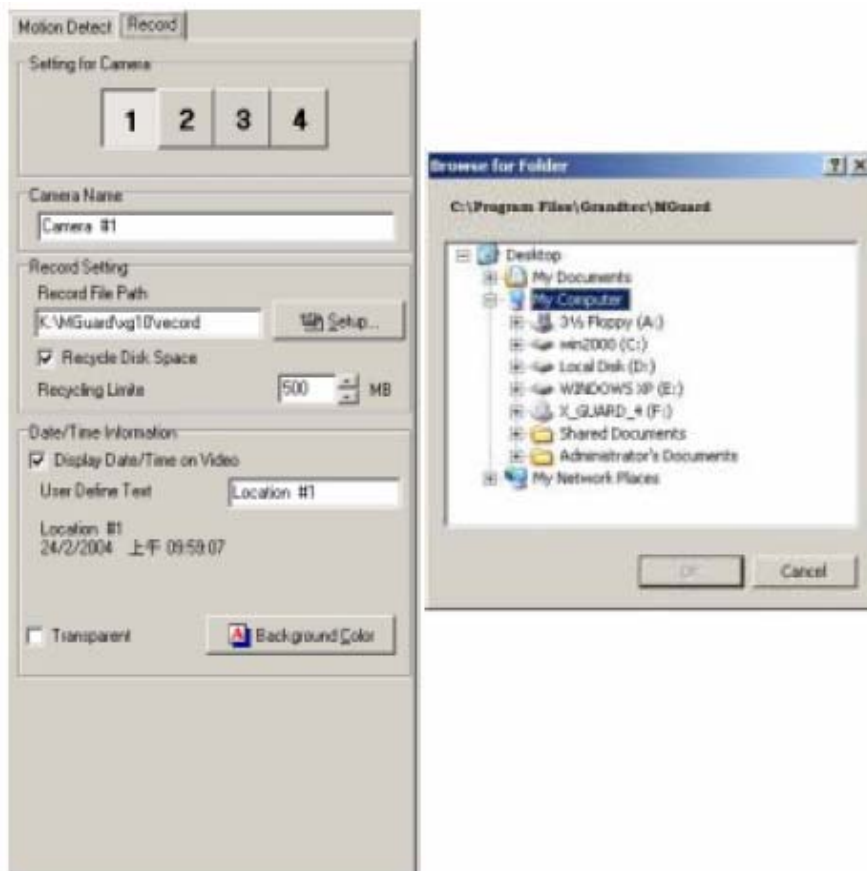 Motion Detect Record
Setting for Camera
1 2 3 4
Camera Name
Camera #1
Record Setting
Record File Path
K:\MGuard\xg10\record Setup...
Recycle Disk Space
Recycling Limite 500 MB
Date/Time Information
Display Date/Time on Video
User Define Text Location #1
Location #1
24/2/2004 上午 09:59:07
Transparent Background Color
Browse for Folder
C:\Program Files\Grandtec\MGuard
Desktop
My Documents
My Computer
3½ Floppy (A:)
win2000 (C:)
Local Disk (D:)
WINDOWS XP (E:)
X_GUARD_4 (F:)
Shared Documents
Administrator's Documents
My Network Places
OK Cancel